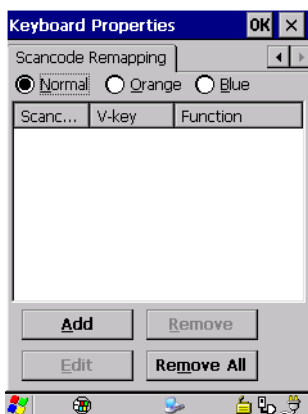 Keyboard Properties OK ×
Scancode Remapping
Normal Orange Blue
Scanc... V-key Function
Add Remove
Edit Remove All